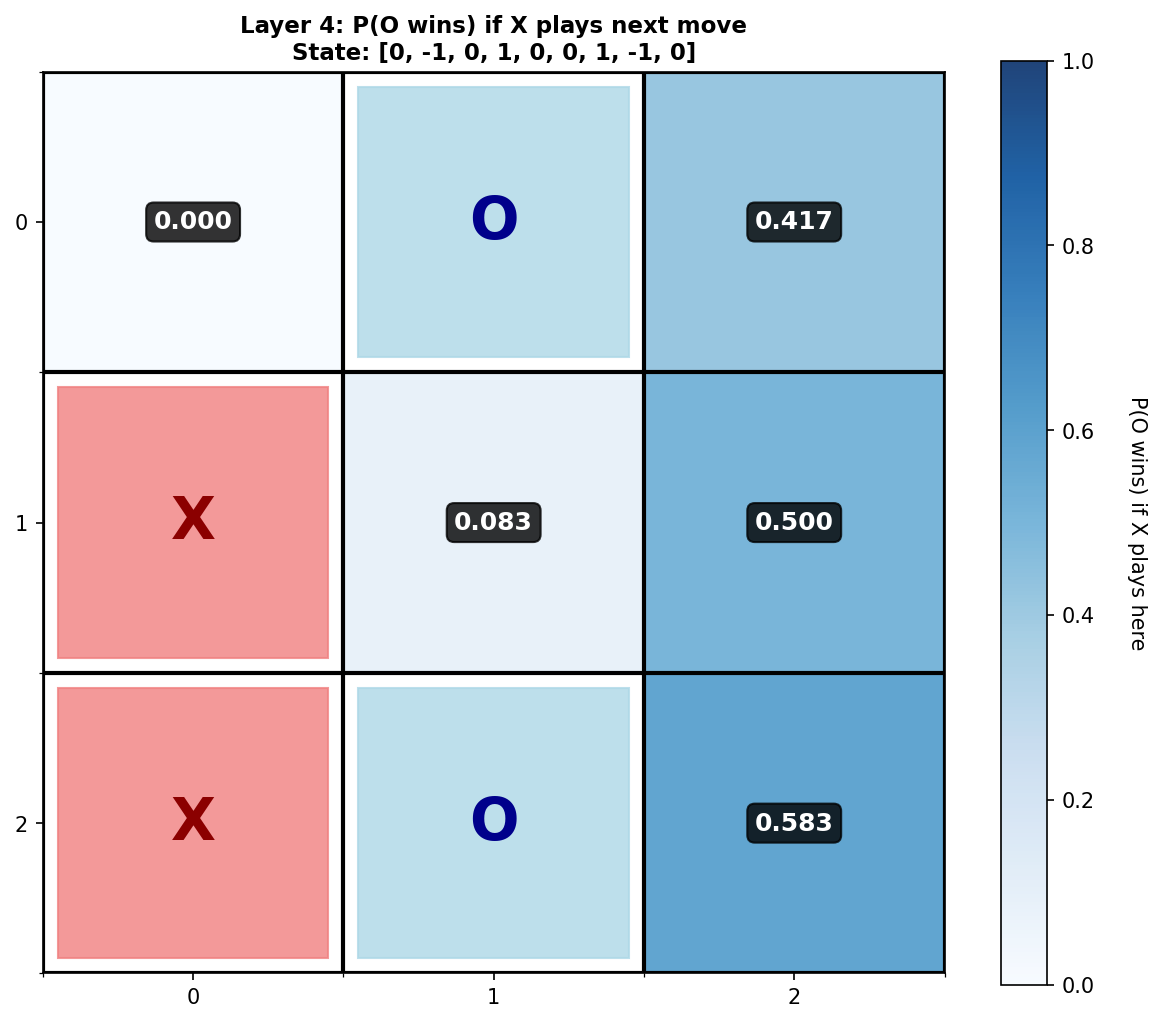 Layer 4: P(O wins) if X plays next move
State: [0, -1, 0, 1, 0, 0, 1, -1, 0]
0.000
O
0.417
X
0.083
0.500
X
O
0.583
0
1
2
0
1
2
1.0
0.8
0.6
0.4
0.2
0.0
P(O wins) if X plays here